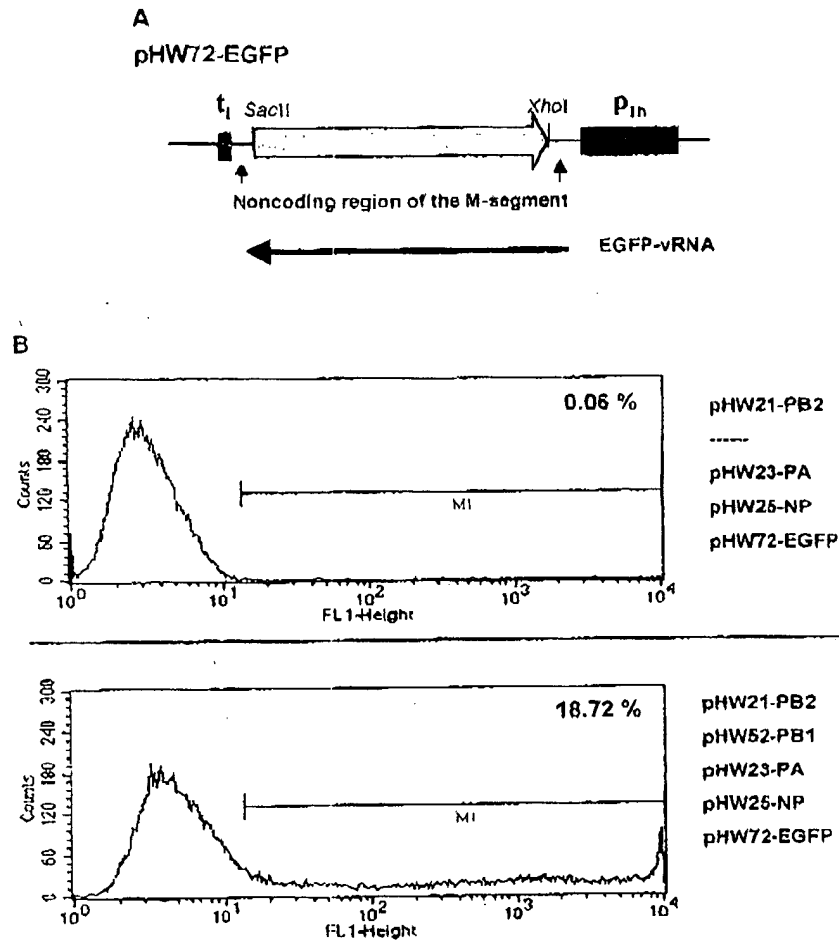 A
pHW72-EGFP
tI SacII XhoI pIh
Noncoding region of the M-segment
EGFP-vRNA
B
300
240
180
120
60
0
Counts
0.06 %
M1
10^0 10^1 10^2 10^3 10^4
FL1-Height
pHW21-PB2
-----
pHW23-PA
pHW25-NP
pHW72-EGFP
300
240
180
120
60
0
Counts
18.72 %
M1
10^0 10^1 10^2 10^3 10^4
FL1-Height
pHW21-PB2
pHW52-PB1
pHW23-PA
pHW25-NP
pHW72-EGFP